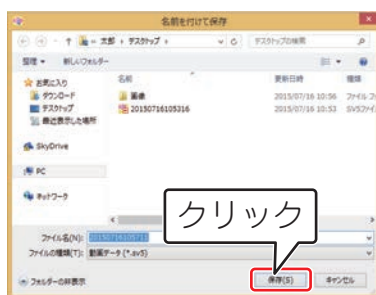 名前を付けて保存
太郎 ▸ デスクトップ ▸
デスクトップの検索
整理 ▾ 新しいフォルダー
お気に入り
ダウンロード
デスクトップ
最近表示した場所
SkyDrive
PC
ネットワーク
名前 更新日時 種類
画像 2015/07/16 10:56
20150716105316 2015/07/16 10:53
クリック
ファイル名(N):
ファイルの種類(T): 動画データ (*.sv5)
フォルダーの非表示
保存(S) キャンセル